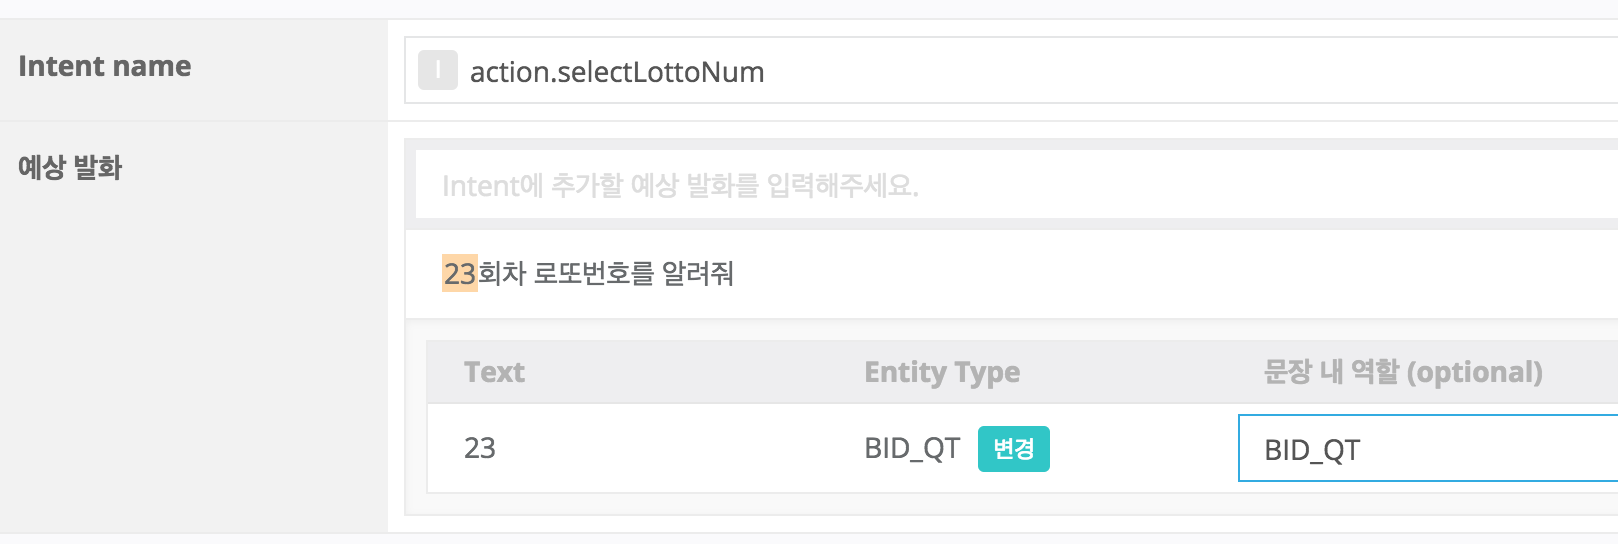 Intent name
I action.selectLottoNum
예상 발화
Intent에 추가할 예상 발화를 입력해주세요.
23회차 로또번호를 알려줘
Text Entity Type 문장 내 역할 (optional)
23 BID_QT 변경 BID_QT